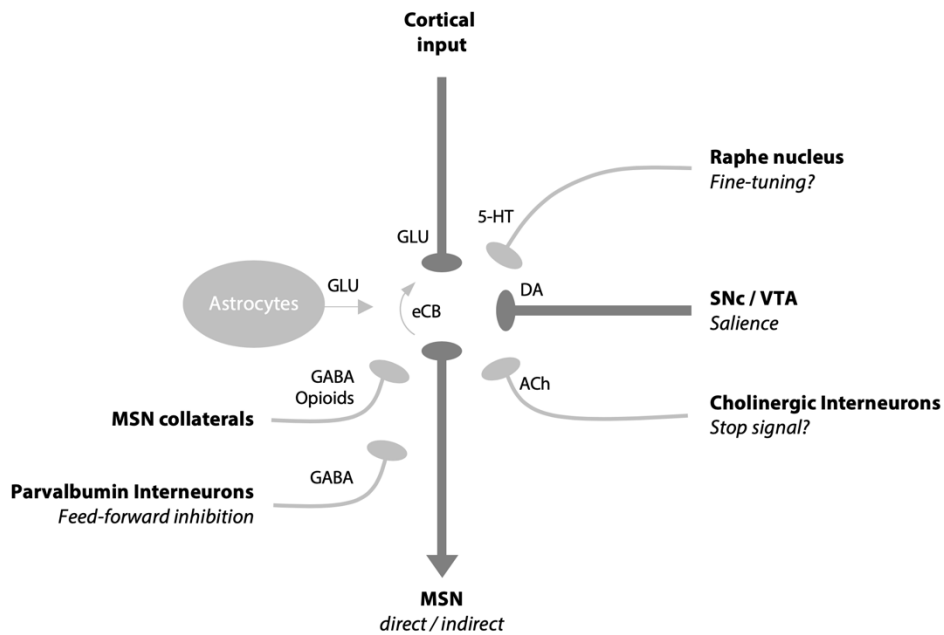 Cortical
input
Raphe nucleus
Fine-tuning?
5-HT
GLU
Astrocytes
GLU
eCB
DA
SNc / VTA
Salience
GABA
Opioids
MSN collaterals
ACh
Cholinergic Interneurons
Stop signal?
Parvalbumin Interneurons
Feed-forward inhibition
GABA
MSN
direct / indirect